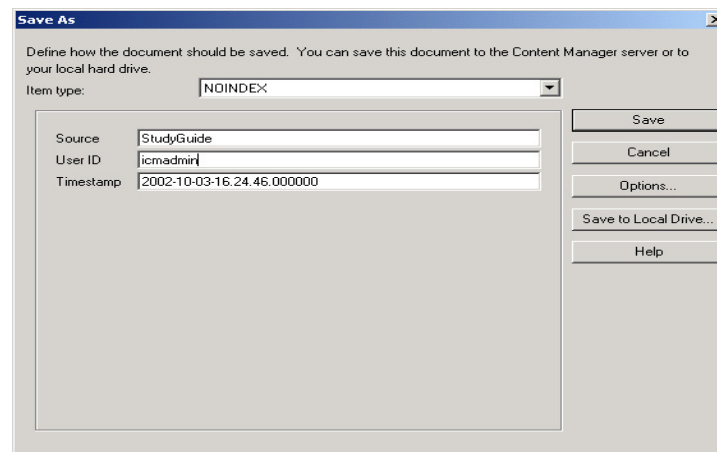 Save As
Define how the document should be saved. You can save this document to the Content Manager server or to
your local hard drive.
Item type: NOINDEX
Save
Source StudyGuide
Cancel
User ID icmadmin
Timestamp 2002-10-03-16.24.46.000000
Options...
Save to Local Drive...
Help